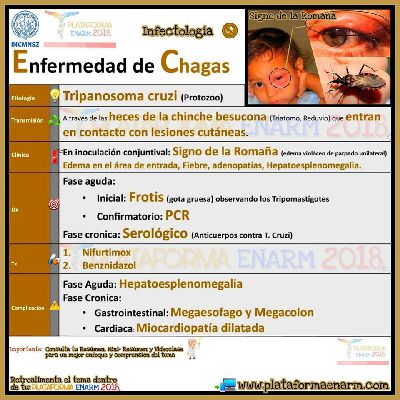 INCMNSZ
PLATAFORMA
ENARM 2018
Infectología
Signo de la Romaña
Enfermedad de Chagas
Etiología
Tripanosoma cruzi (Protozoo)
Transmisión
A traves de las heces de la chinche besucona (Triatomo, Reduvio) que entran
en contacto con lesiones cutáneas.
Clínica
En inoculación conjuntival: Signo de la Romaña (edema violáceo de parpado unilateral)
Edema en el área de entrada, Fiebre, adenopatías, Hepatoesplenomegalia.
Dx
Fase aguda:
• Inicial: Frotis (gota gruesa) observando los Tripomastigotes
• Confirmatorio: PCR
Fase cronica: Serológico (Anticuerpos contra T. Cruzi)
Tx
1. Nifurtimox
2. Benznidazol
PLATAFORMA ENARM 2018
Complicación
Fase Aguda: Hepatoesplenomegalia
Fase Cronica:
• Gastrointestinal: Megaesofago y Megacolon
• Cardiaca: Miocardiopatía dilatada
Importante: Consulta tu Resúmen, Mini- Resúmen y Videoclase
para un mejor enfoque y comprension del tema
Retroalimenta el tema dentro
de tu PLATAFORMA ENARM 2018
www.plataformaenarm.com